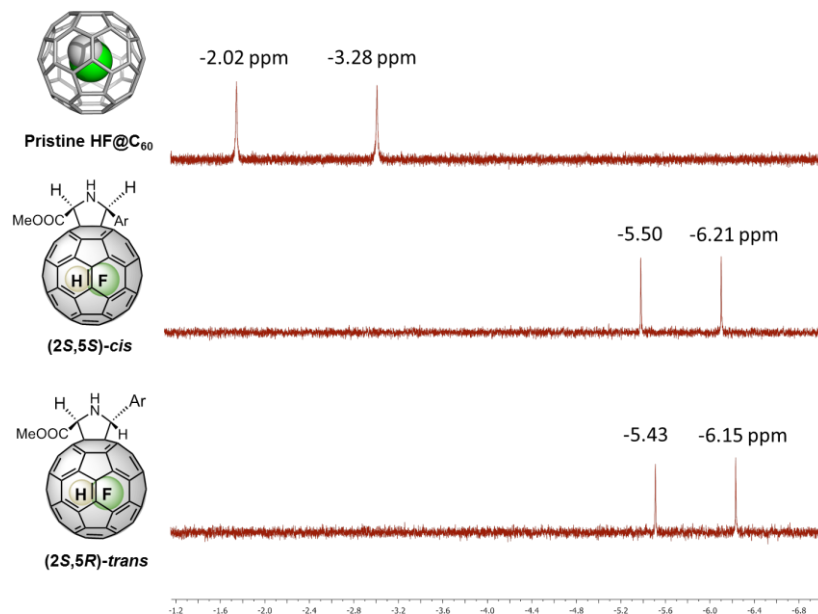 -2.02 ppm -3.28 ppm
Pristine HF@C₆₀
H H H
N
MeOOC Ar
-5.50 -6.21 ppm
H F
(2S,5S)-cis
H
H N Ar
MeOOC H
-5.43 -6.15 ppm
H F
(2S,5R)-trans
-1.2 -1.6 -2.0 -2.4 -2.8 -3.2 -3.6 -4.0 -4.4 -4.8 -5.2 -5.6 -6.0 -6.4 -6.8